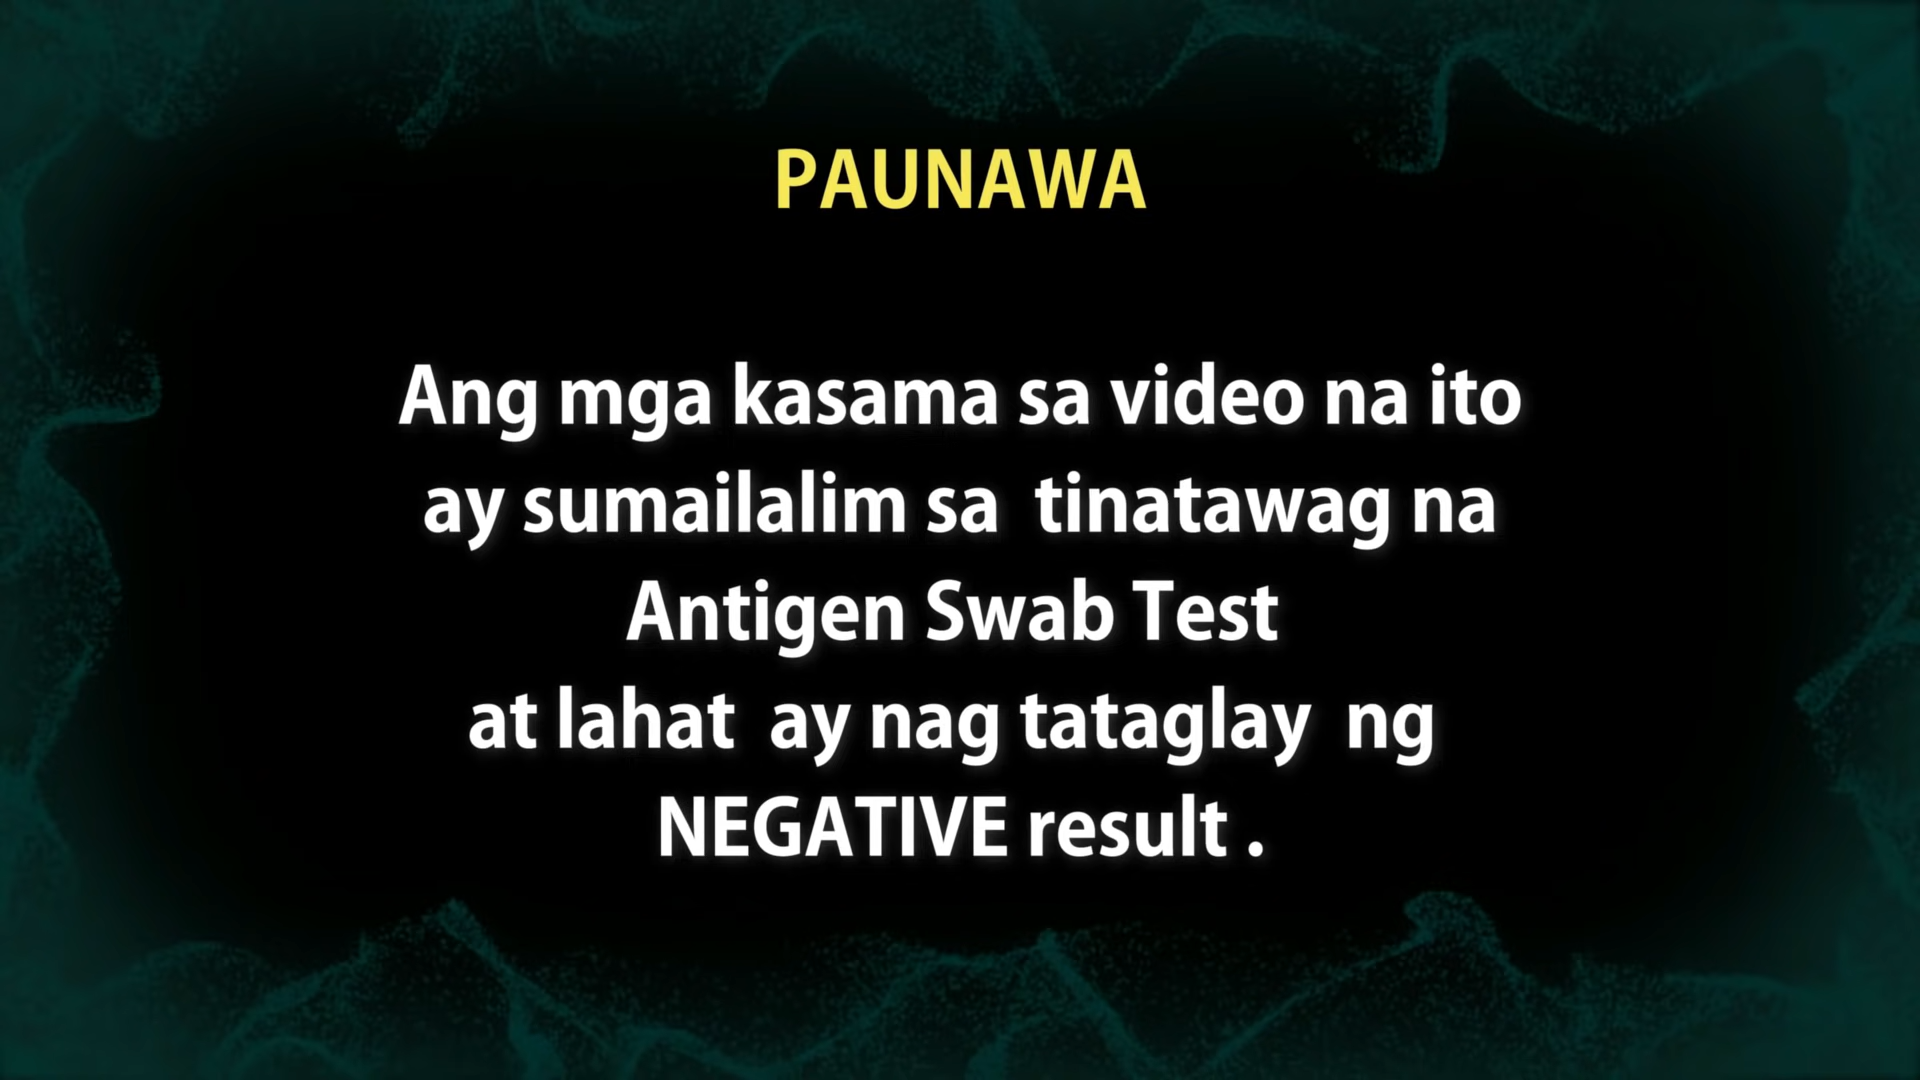 PAUNAWA
Ang mga kasama sa video na ito
ay sumailalim sa  tinatawag na
Antigen Swab Test
at lahat  ay nag tataglay  ng
NEGATIVE result .